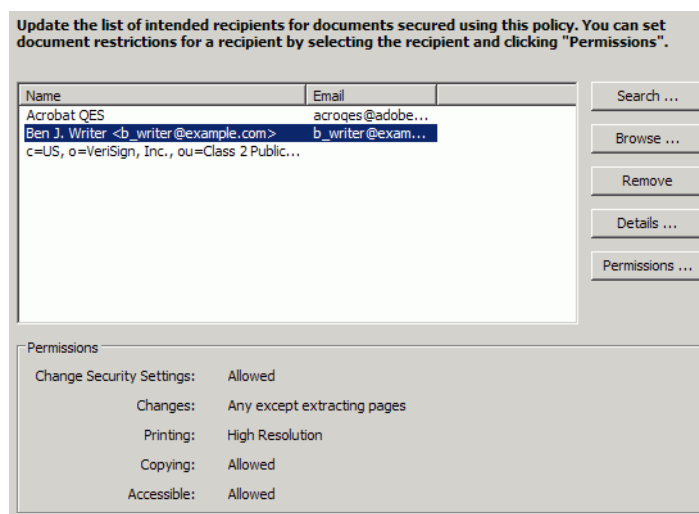 Update the list of intended recipients for documents secured using this policy. You can set
document restrictions for a recipient by selecting the recipient and clicking "Permissions".
Name Email
Search ...
Acrobat QES acroqes@adobe...
Ben J. Writer <b_writer@example.com> b_writer@exam...
Browse ...
c=US, o=VeriSign, Inc., ou=Class 2 Public...
Remove
Details ...
Permissions ...
Permissions
Change Security Settings: Allowed
Changes: Any except extracting pages
Printing: High Resolution
Copying: Allowed
Accessible: Allowed